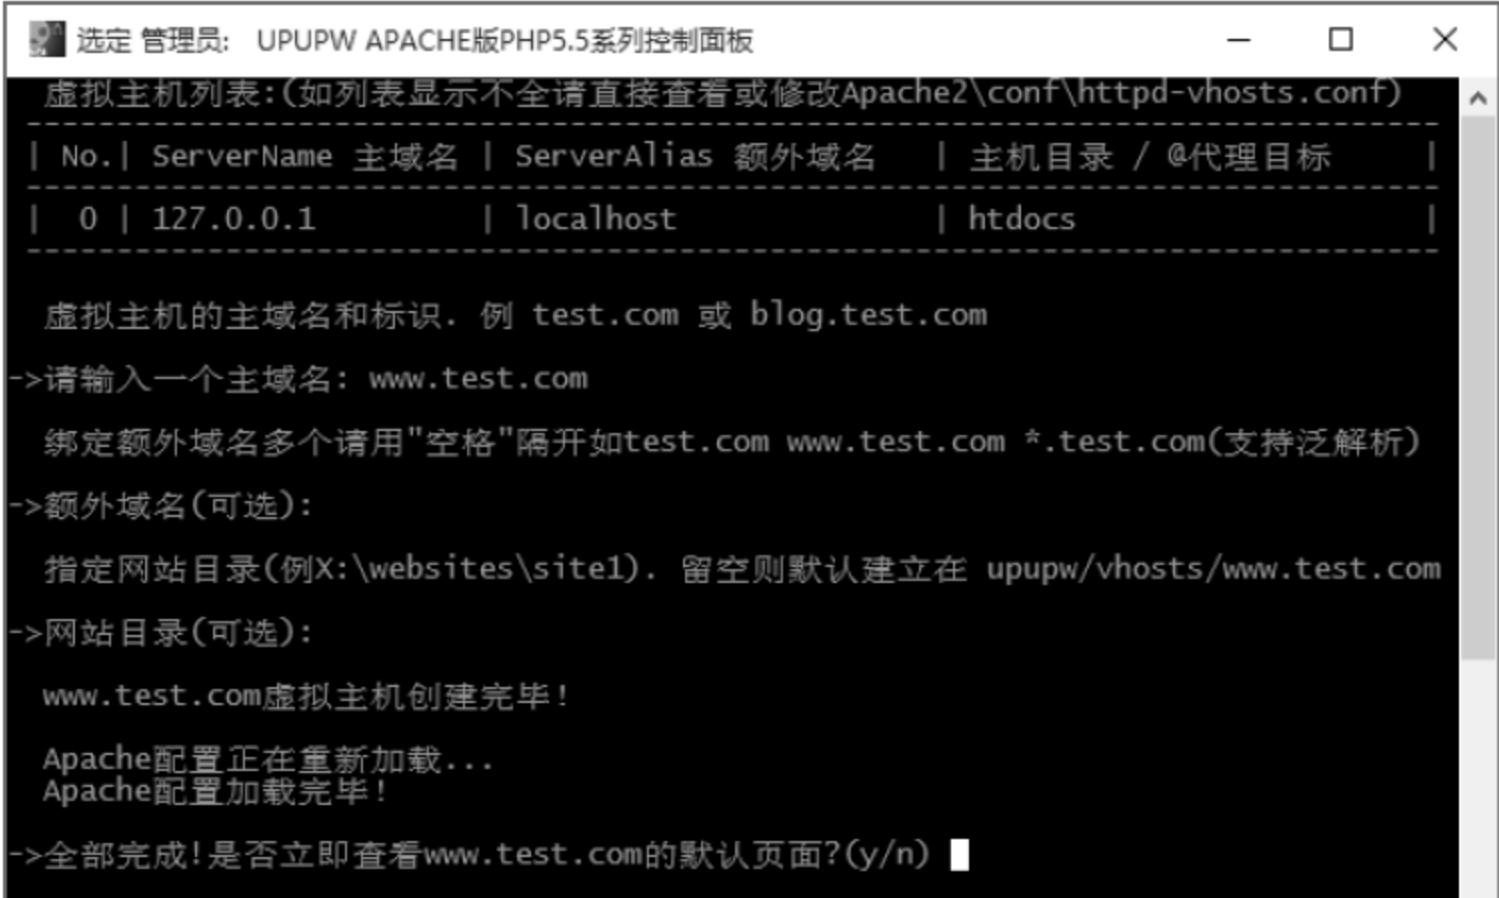 选定 管理员: UPUPW APACHE版PHP5.5系列控制面板
虚拟主机列表:(如列表显示不全请直接查看或修改Apache2\conf\httpd-vhosts.conf)
------------------------------------------------------------------------------
| No.| ServerName 主域名 | ServerAlias 额外域名 | 主机目录 / @代理目标 |
------------------------------------------------------------------------------
| 0 | 127.0.0.1 | localhost | htdocs |
------------------------------------------------------------------------------
虚拟主机的主域名和标识. 例 test.com 或 blog.test.com
->请输入一个主域名: www.test.com
绑定额外域名多个请用"空格"隔开如test.com www.test.com *.test.com(支持泛解析)
->额外域名(可选):
指定网站目录(例X:\websites\site1). 留空则默认建立在 upupw/vhosts/www.test.com
->网站目录(可选):
www.test.com虚拟主机创建完毕!
Apache配置正在重新加载...
Apache配置加载完毕!
->全部完成!是否立即查看www.test.com的默认页面?(y/n)